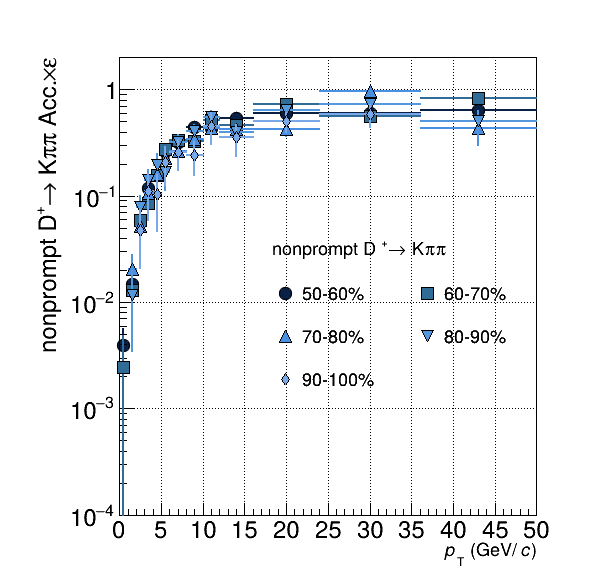 nonprompt D⁺→ Kππ Acc.×ε
1
10⁻¹
10⁻²
10⁻³
10⁻⁴
nonprompt D ⁺→ Kππ
50-60% 60-70%
70-80% 80-90%
90-100%
0 5 10 15 20 25 30 35 40 45 50
p_T (GeV/c)